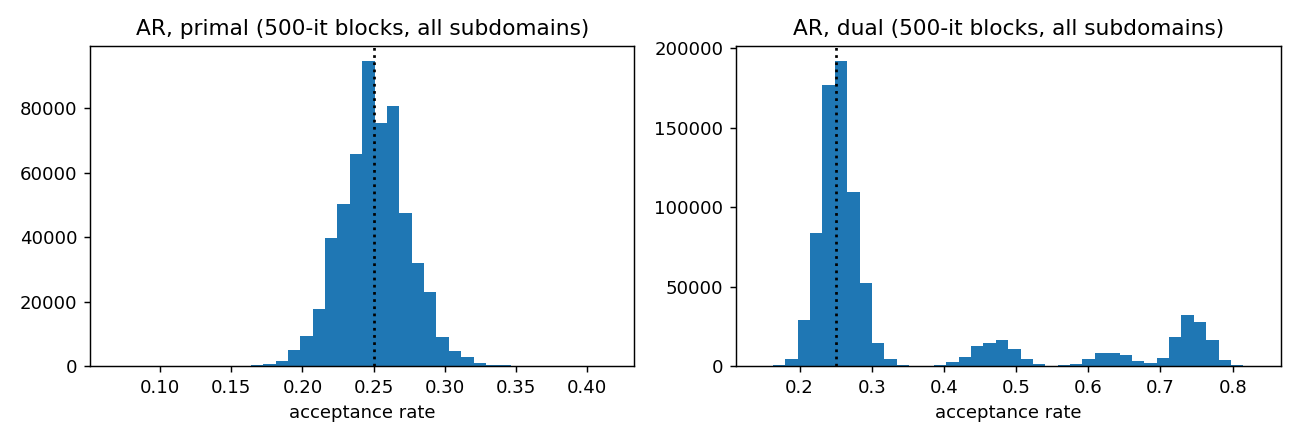 AR, primal (500-it blocks, all subdomains)
80000
60000
40000
20000
0
0.10 0.15 0.20 0.25 0.30 0.35 0.40
acceptance rate
AR, dual (500-it blocks, all subdomains)
200000
150000
100000
50000
0
0.2 0.3 0.4 0.5 0.6 0.7 0.8
acceptance rate